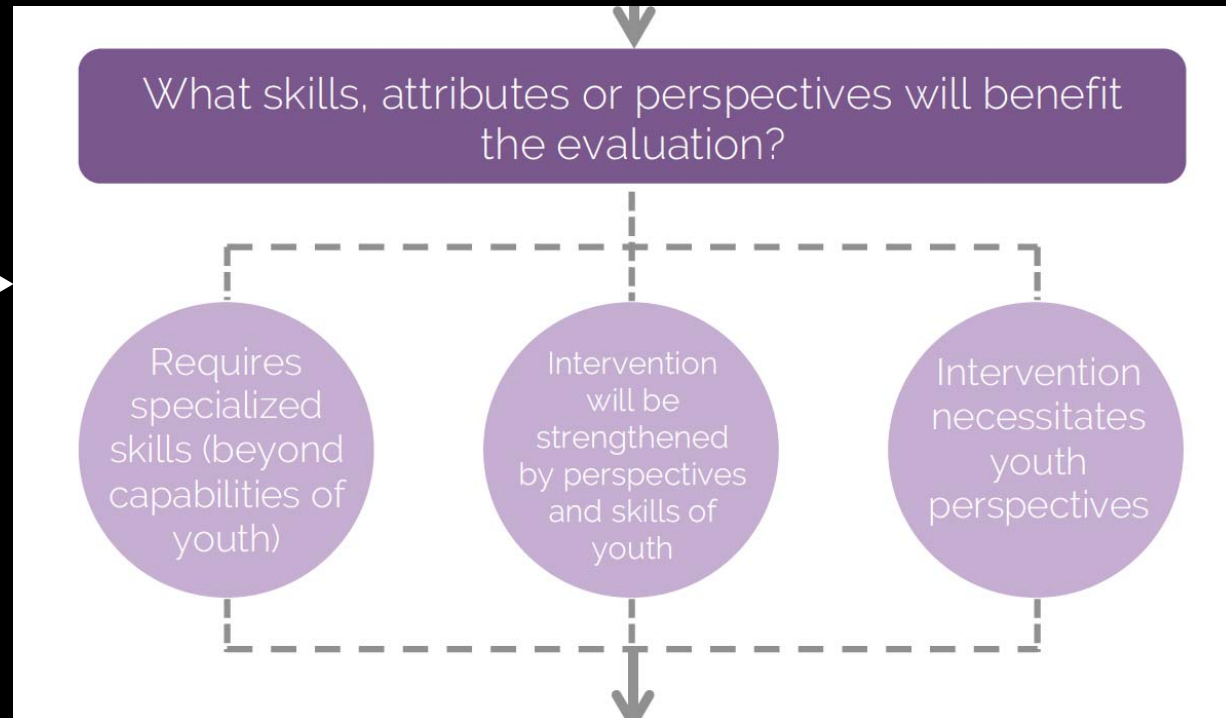 What skills, attributes or perspectives will benefit
the evaluation?
Requires
specialized
skills (beyond
capabilities of
youth)
Intervention
will be
strengthened
by perspectives
and skills of
youth
Intervention
necessitates
youth
perspectives